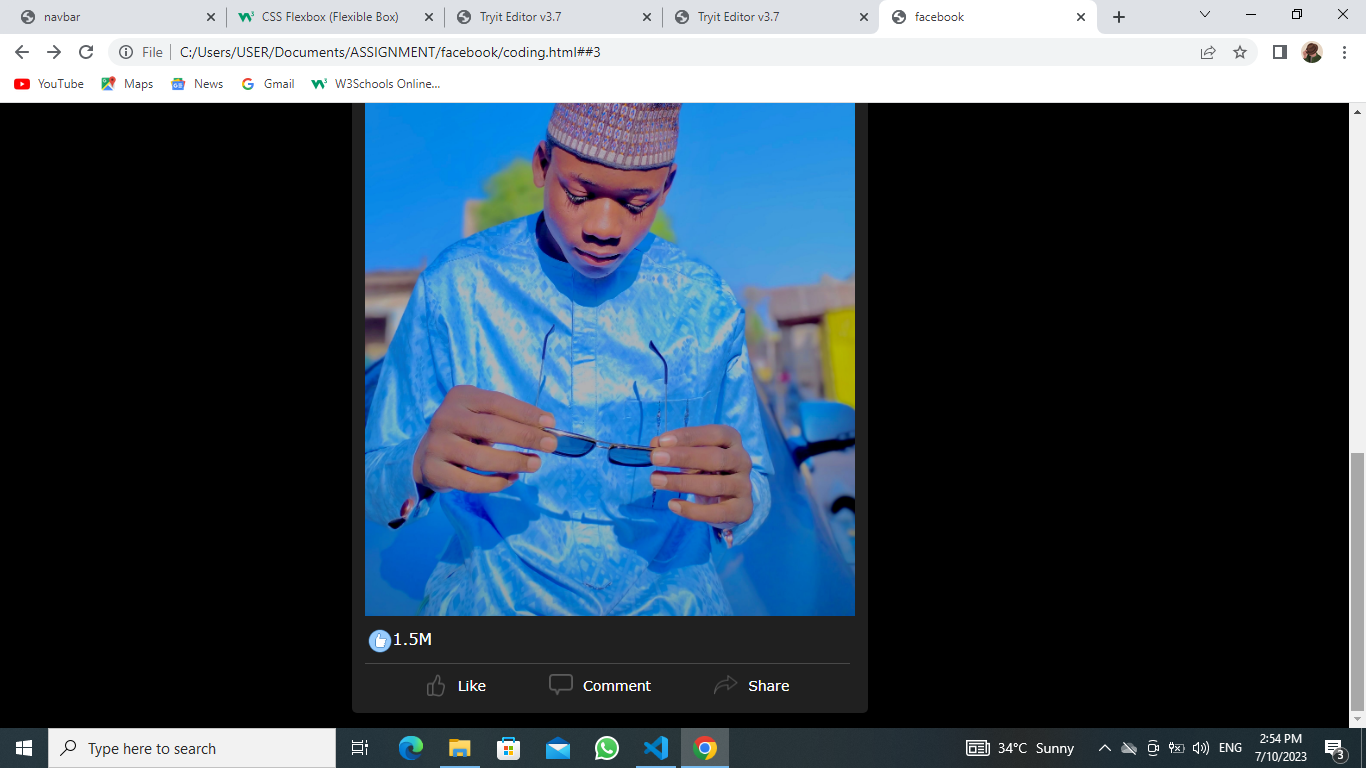 navbar
CSS Flexbox (Flexible Box)
Tryit Editor v3.7
Tryit Editor v3.7
facebook
File
C:/Users/USER/Documents/ASSIGNMENT/facebook/coding.html##3
YouTube
Maps
News
Gmail
W3Schools Online...
1.5M
Like
Comment
Share
Type here to search
34°C Sunny
ENG
2:54 PM
7/10/2023
3